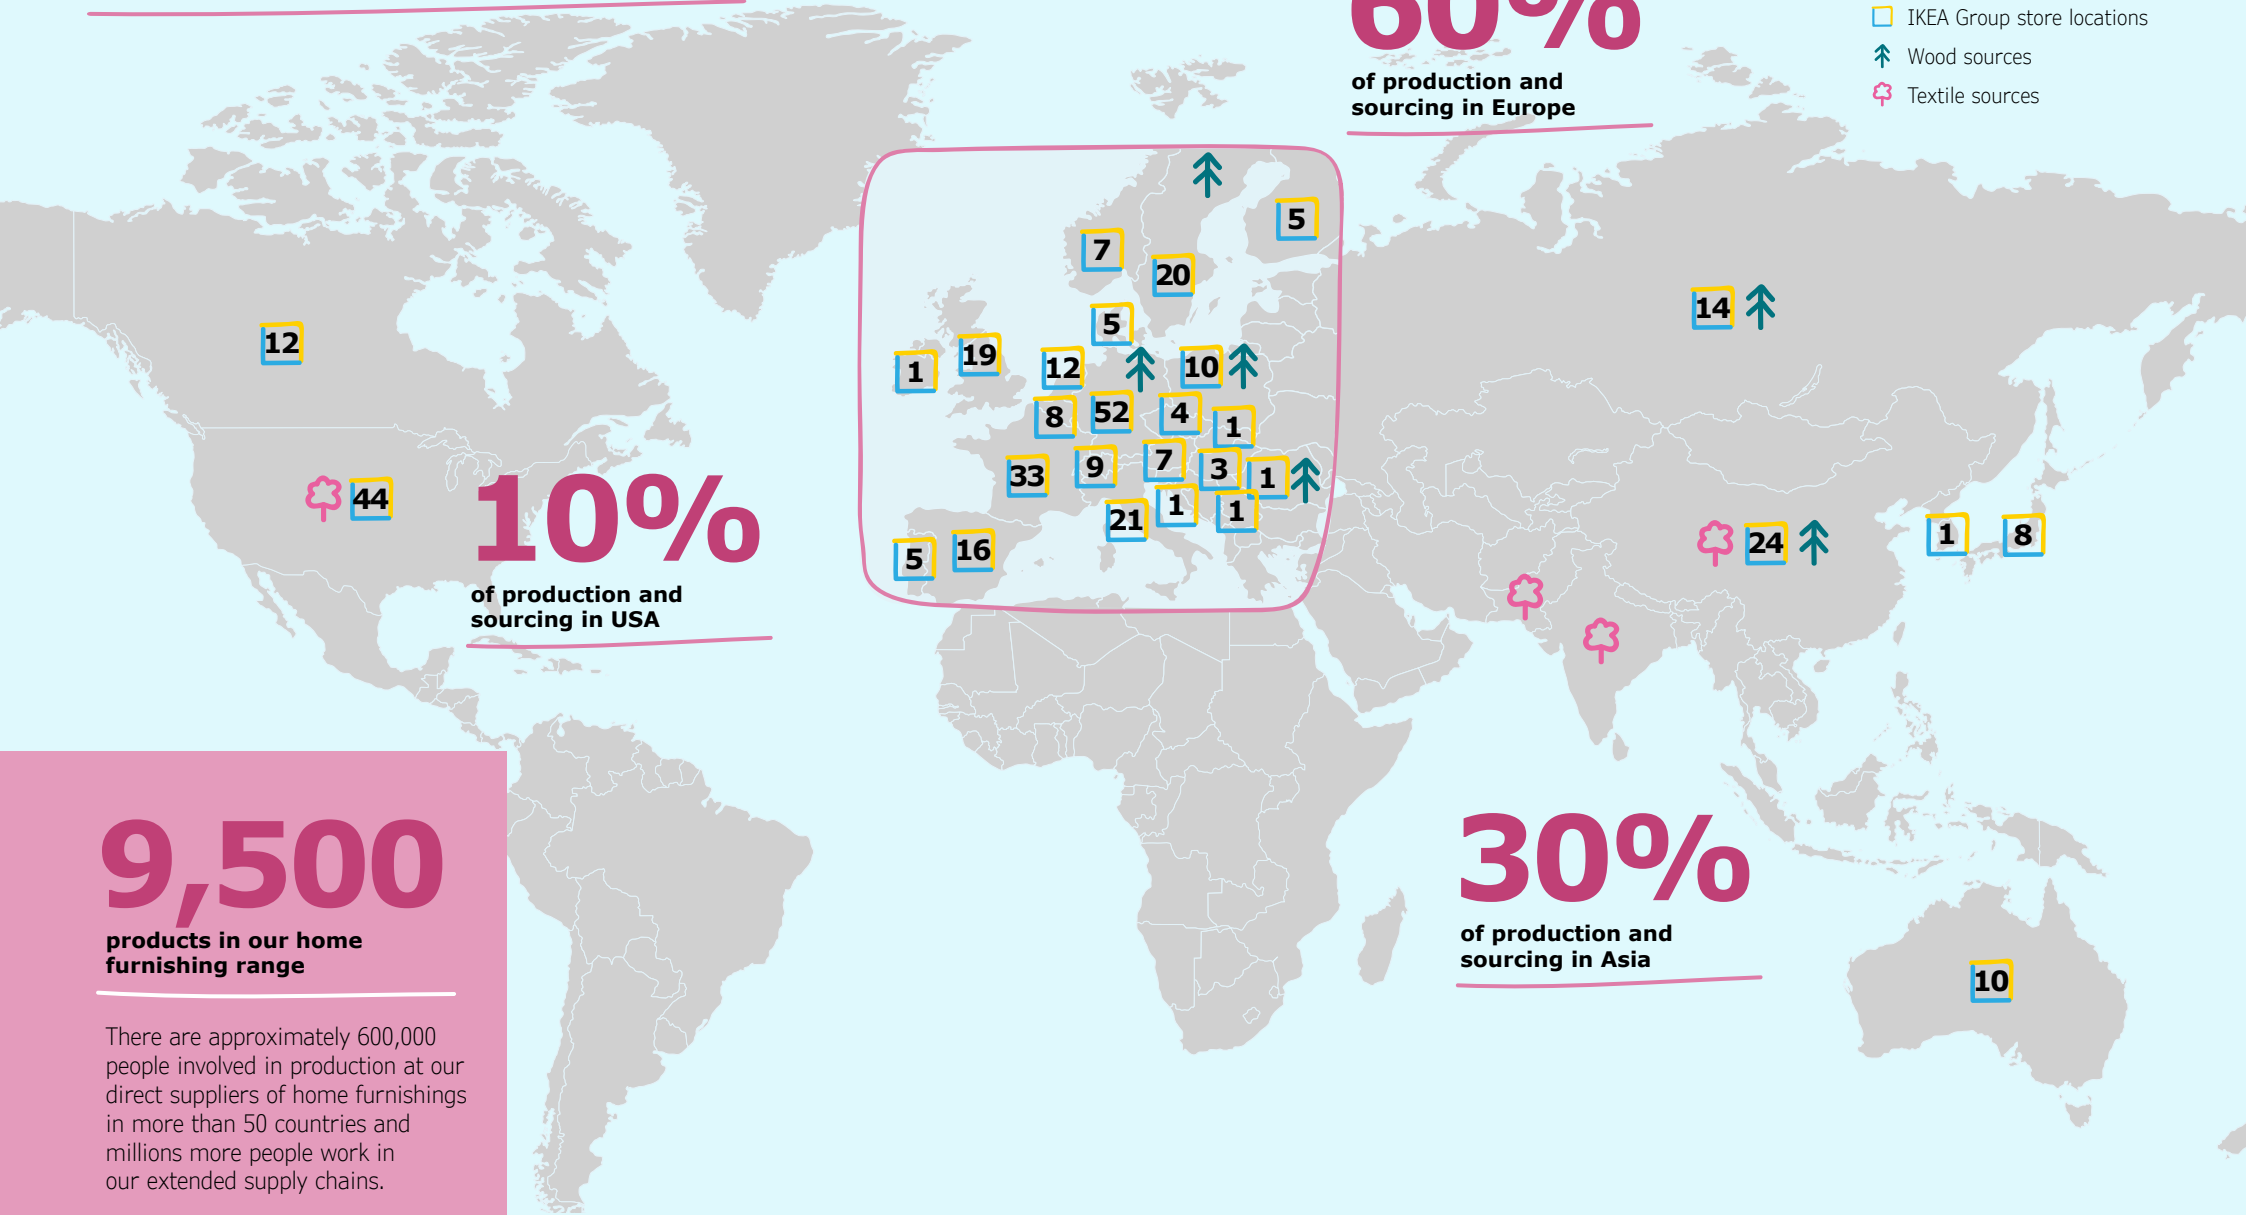 60%
of production and
sourcing in Europe
IKEA Group store locations
Wood sources
Textile sources
5
7
20
14
5
12
1
19
12
10
8
52
4
1
33
9
7
3
1
44
10%
of production and
sourcing in USA
21
1
1
5
16
24
1
8
9,500
products in our home
furnishing range
There are approximately 600,000
people involved in production at our
direct suppliers of home furnishings
in more than 50 countries and
millions more people work in
our extended supply chains.
30%
of production and
sourcing in Asia
10